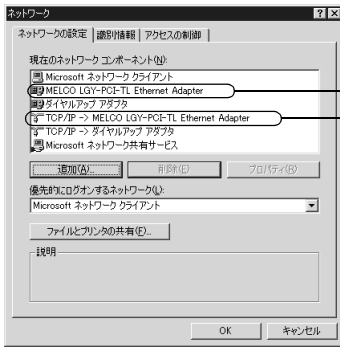 ネットワーク
ネットワークの設定 識別情報 アクセスの制御
現在のネットワーク コンポーネント(N):
Microsoft ネットワーク クライアント
MELCO LGY-PCI-TL Ethernet Adapter
ダイヤルアップ アダプタ
TCP/IP -> MELCO LGY-PCI-TL Ethernet Adapter
TCP/IP -> ダイヤルアップ アダプタ
Microsoft ネットワーク共有サービス
追加(A)... 削除(E) プロパティ(R)
優先的にログオンするネットワーク(L):
Microsoft ネットワーク クライアント
ファイルとプリンタの共有(F)...
説明
OK キャンセル